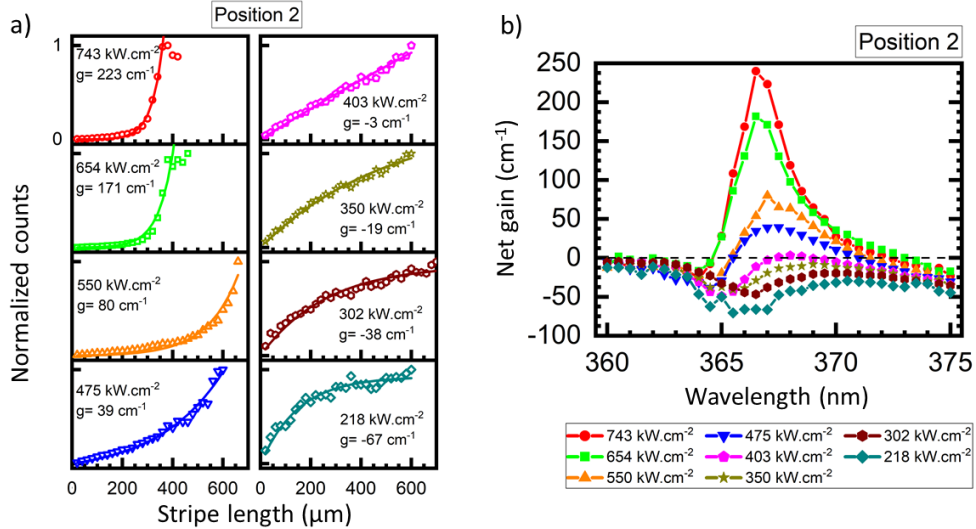 Position 2
a)
Normalized counts
1
0
743 kW.cm-2
g= 223 cm-1
654 kW.cm-2
g= 171 cm-1
550 kW.cm-2
g= 80 cm-1
475 kW.cm-2
g= 39 cm-1
403 kW.cm-2
g= -3 cm-1
350 kW.cm-2
g= -19 cm-1
302 kW.cm-2
g= -38 cm-1
218 kW.cm-2
g= -67 cm-1
0 200 400 600 0 200 400 600
Stripe length (μm)
b)
Position 2
Net gain (cm-1)
250
200
150
100
50
0
-50
-100
360 365 370 375
Wavelength (nm)
743 kW.cm-2 475 kW.cm-2 302 kW.cm-2
654 kW.cm-2 403 kW.cm-2 218 kW.cm-2
550 kW.cm-2 350 kW.cm-2